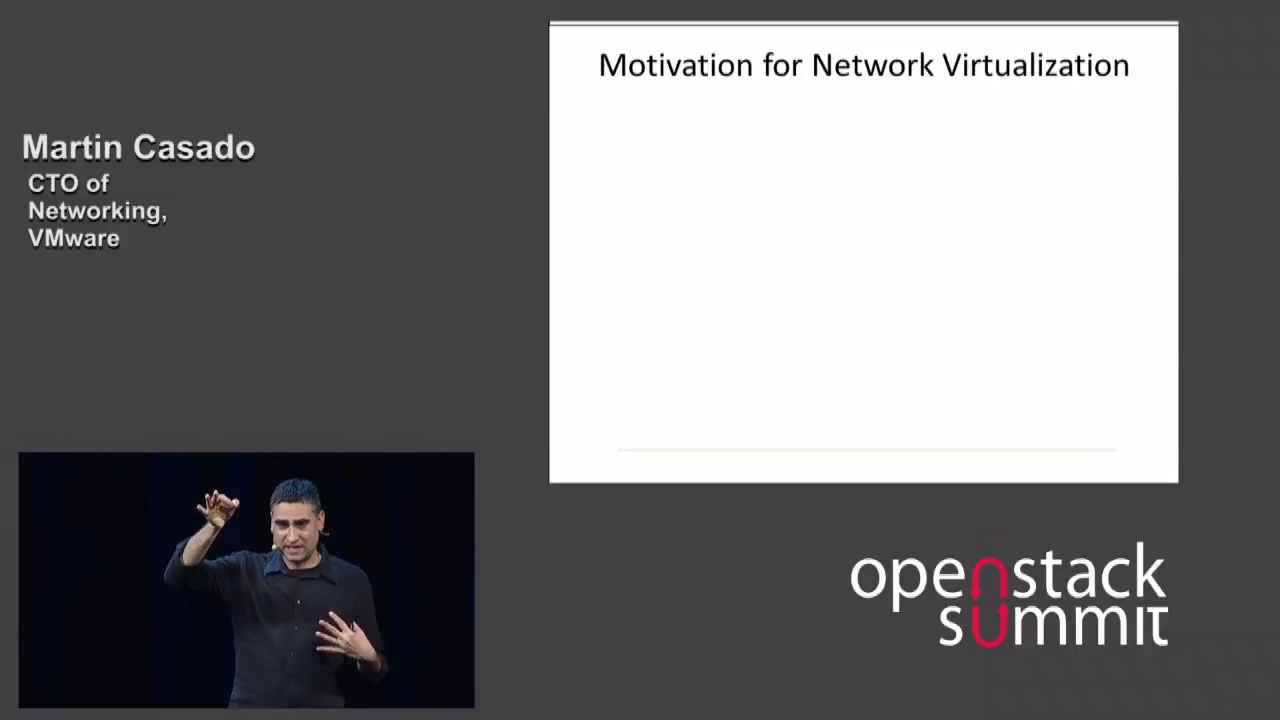 Motivation for Network Virtualization
Martin Casado
CTO of
Networking,
VMware
openstack
summit